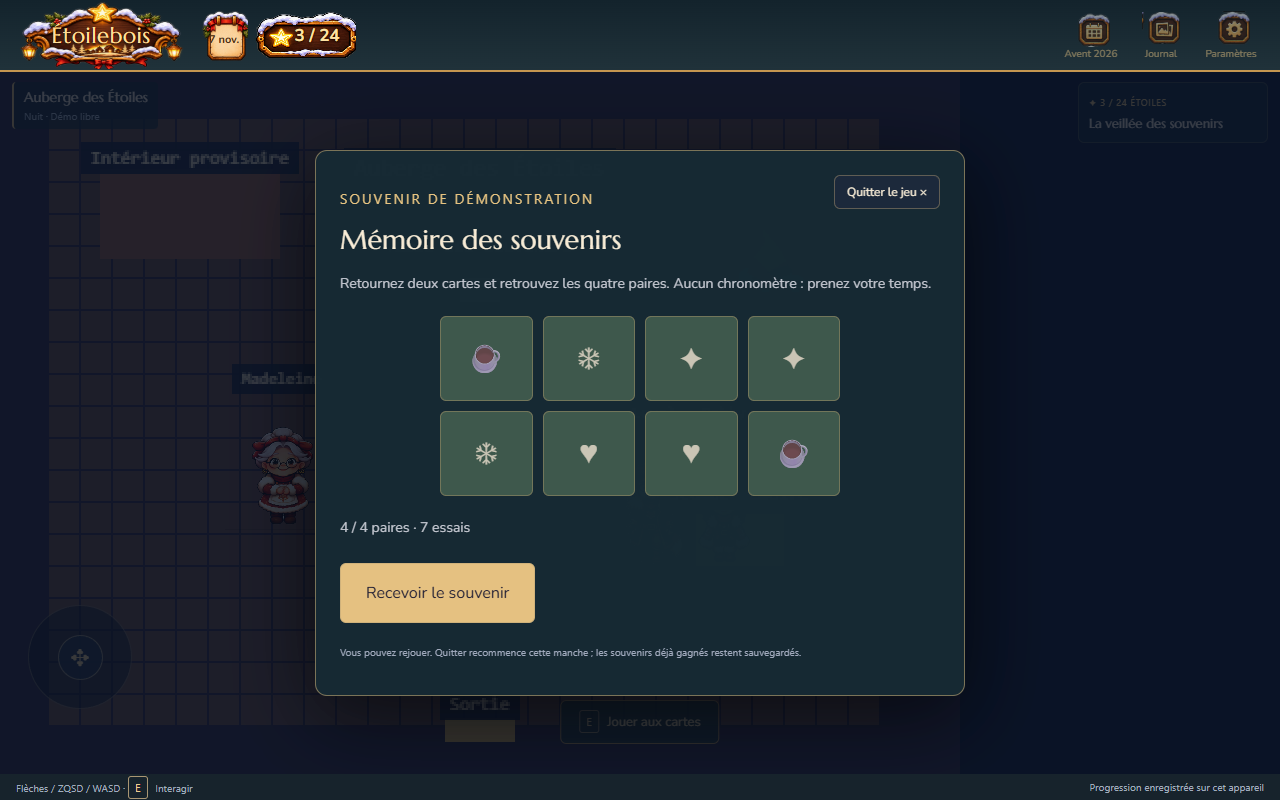 Étoilebois
7 nov.
3 / 24
Avent 2026
Journal
Paramètres
Auberge des Étoiles
Nuit · Démo libre
✦ 3 / 24 ÉTOILES
La veillée des souvenirs
Intérieur provisoire
Madeleine
SOUVENIR DE DÉMONSTRATION
Quitter le jeu ×
Mémoire des souvenirs
Retournez deux cartes et retrouvez les quatre paires. Aucun chronomètre : prenez votre temps.
4 / 4 paires · 7 essais
Recevoir le souvenir
Vous pouvez rejouer. Quitter recommence cette manche ; les souvenirs déjà gagnés restent sauvegardés.
Sortie
E Jouer aux cartes
Flèches / ZQSD / WASD · E Interagir
Progression enregistrée sur cet appareil